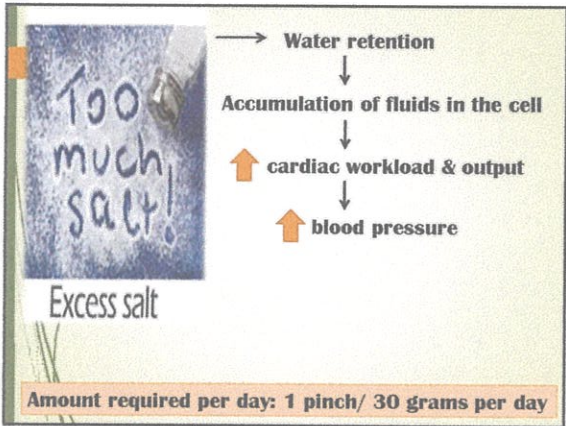 Too
much
salt!
Excess salt
Water retention
Accumulation of fluids in the cell
cardiac workload & output
blood pressure
Amount required per day: 1 pinch/ 30 grams per day